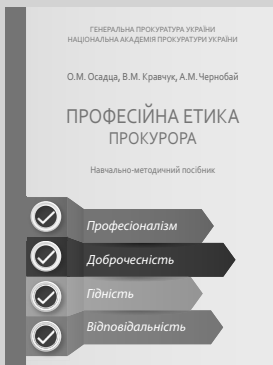 ГЕНЕРАЛЬНА ПРОКУРАТУРА УКРАЇНИ
НАЦІОНАЛЬНА АКАДЕМІЯ ПРОКУРАТУРИ УКРАЇНИ
О.М. Осадца, В.М. Кравчук, А.М. Чернобай
ПРОФЕСІЙНА ЕТИКА
ПРОКУРОРА
Навчально-методичний посібник
Професіоналізм
Доброчесність
Гідність
Відповідальність